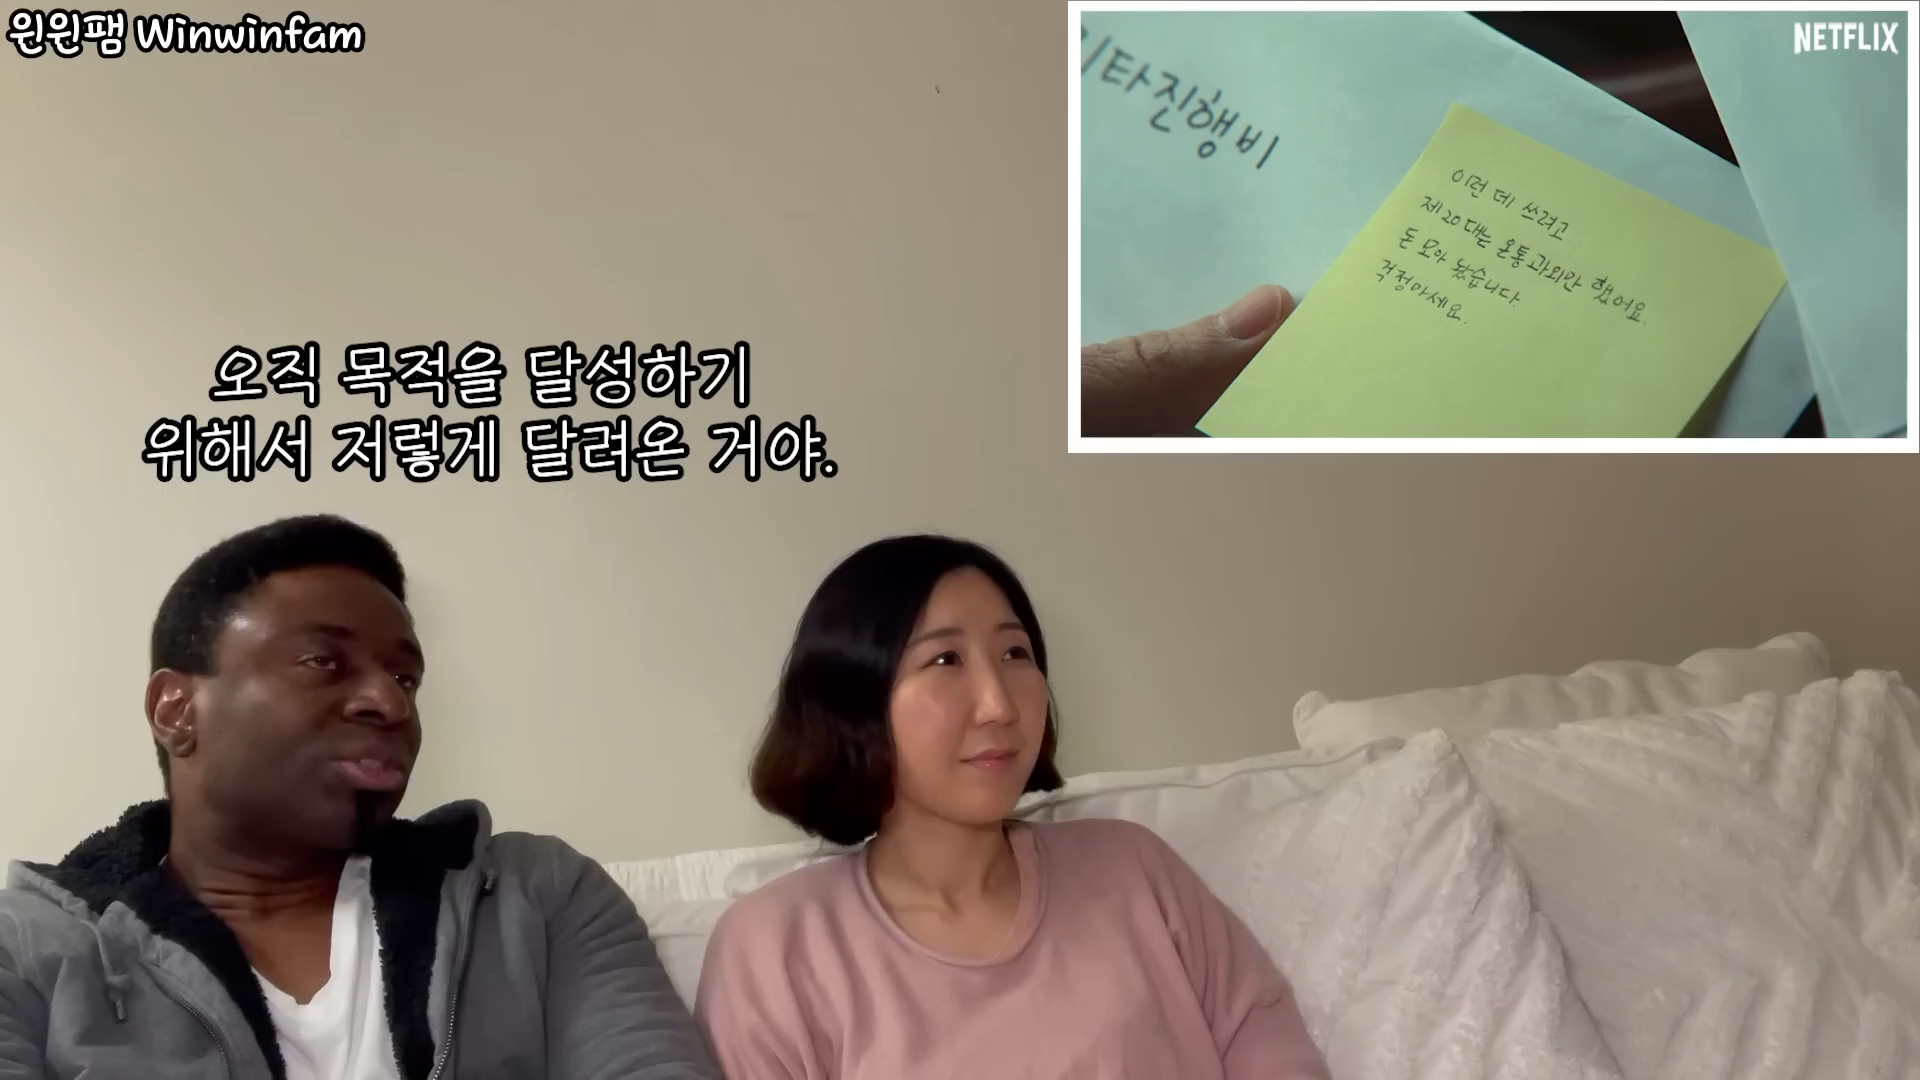 윈윈팸 Winwinfam
NETFLIX
기타진행비
이런 데 쓰려고
제 20대는 온통 과외만 했어요.
돈 모아 놨습니다.
걱정마세요.
오직 목적을 달성하기
위해서 저렇게 달려온 거야.